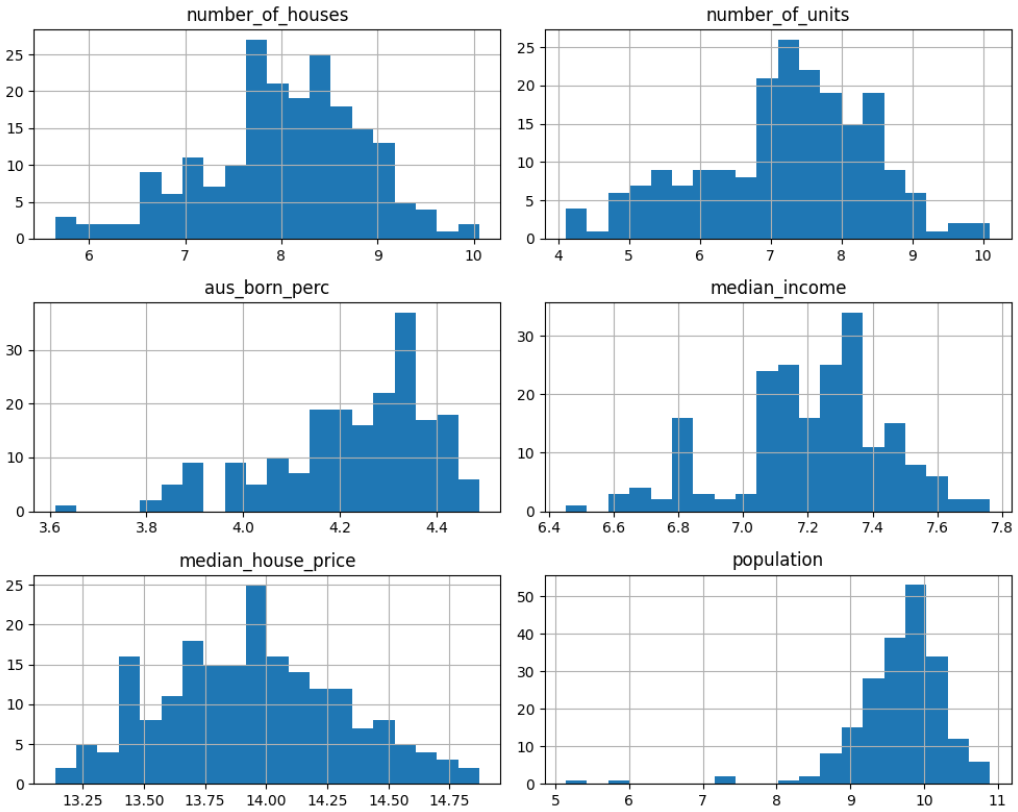 number_of_houses
number_of_units
25
20
15
10
5
0
6 7 8 9 10
25
20
15
10
5
0
4 5 6 7 8 9 10
aus_born_perc
median_income
30
20
10
0
3.6 3.8 4.0 4.2 4.4
30
20
10
0
6.4 6.6 6.8 7.0 7.2 7.4 7.6 7.8
median_house_price
population
25
20
15
10
5
0
13.25 13.50 13.75 14.00 14.25 14.50 14.75
50
40
30
20
10
0
5 6 7 8 9 10 11